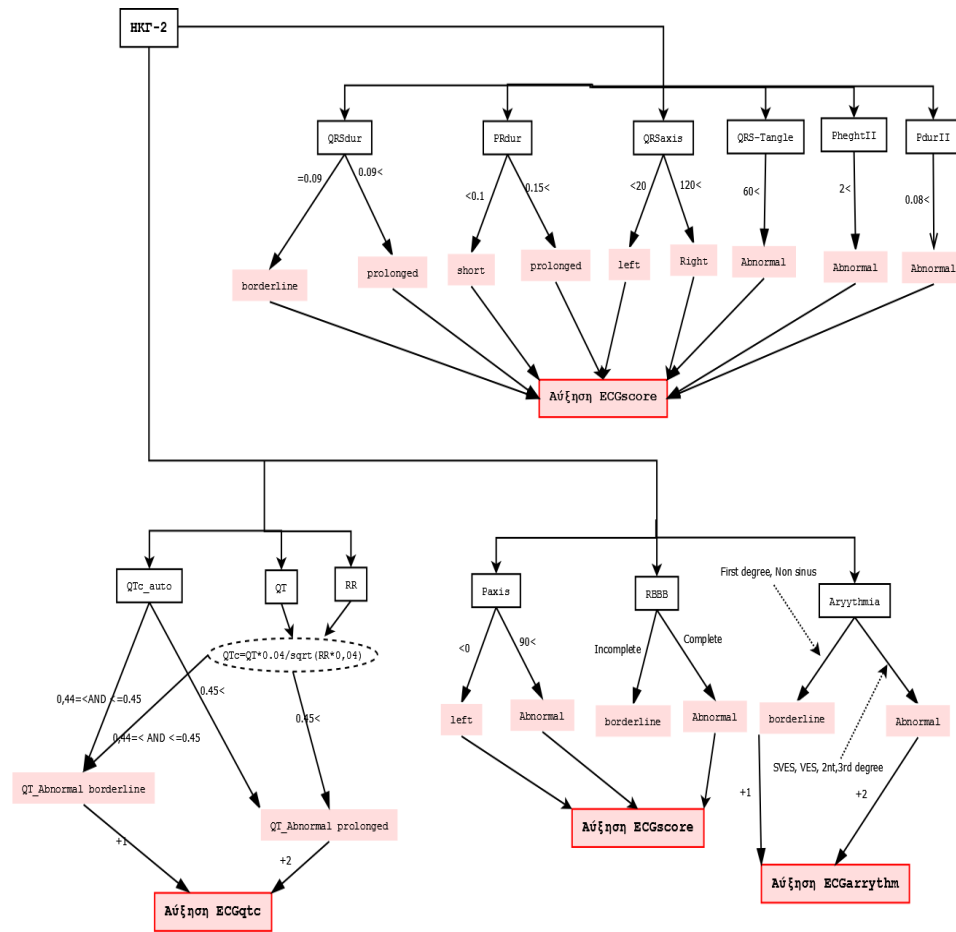 ΗΚΓ-2
QRSdur
PRdur
QRSaxis
QRS-Tangle
PheghtII
PdurII
=0.09
0.09<
<0.1
0.15<
<20
120<
60<
2<
0.08<
borderline
prolonged
short
prolonged
left
Right
Abnormal
Abnormal
Abnormal
Αύξηση ECGscore
QTc_auto
QT
RR
Paxis
RBBB
First degree, Non sinus
Aryythmia
QTc=QT*0.04/sqrt(RR*0,04)
<0
90<
Incomplete
Complete
0,44=<AND <=0.45
0.45<
0.45<
0,44=< AND <=0.45
left
Abnormal
borderline
Abnormal
borderline
Abnormal
SVES, VES, 2nt,3rd degree
QT_Abnormal borderline
QT_Abnormal prolonged
+1
+2
+1
+2
Αύξηση ECGscore
Αύξηση ECGarrythm
Αύξηση ECGqtc